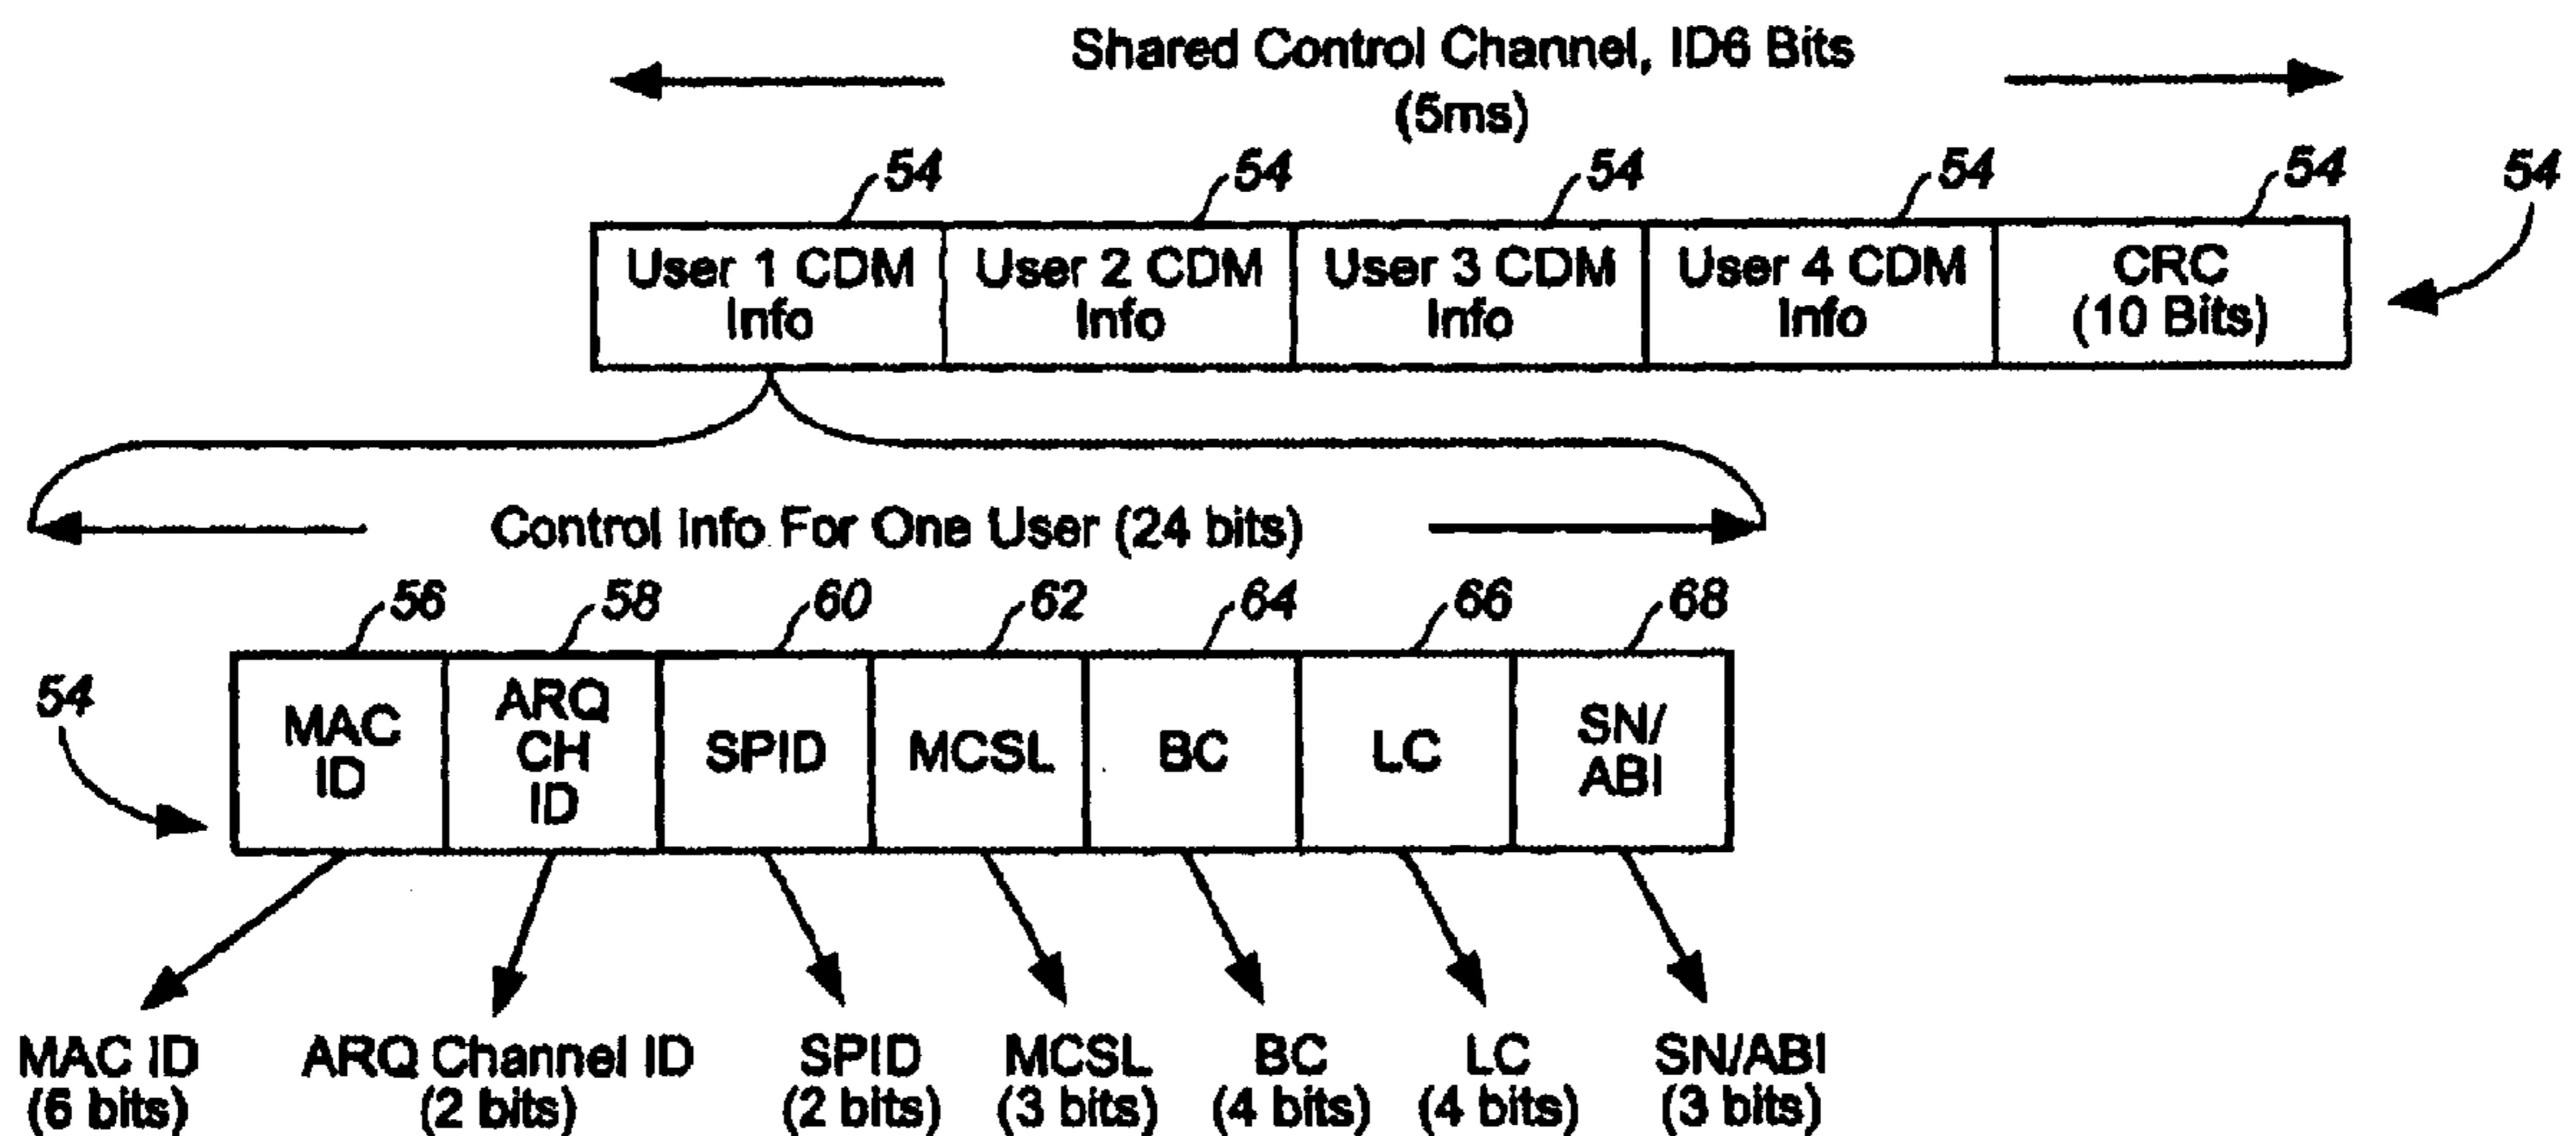 Shared Control Channel, ID6 Bits
(5ms)
54 54 54 54 54 54
User 1 CDM Info
User 2 CDM Info
User 3 CDM Info
User 4 CDM Info
CRC (10 Bits)
Control Info For One User (24 bits)
56 58 60 62 64 66 68
54
MAC ID
ARQ CH ID
SPID
MCSL
BC
LC
SN/ ABI
MAC ID (6 bits)
ARQ Channel ID (2 bits)
SPID (2 bits)
MCSL (3 bits)
BC (4 bits)
LC (4 bits)
SN/ABI (3 bits)